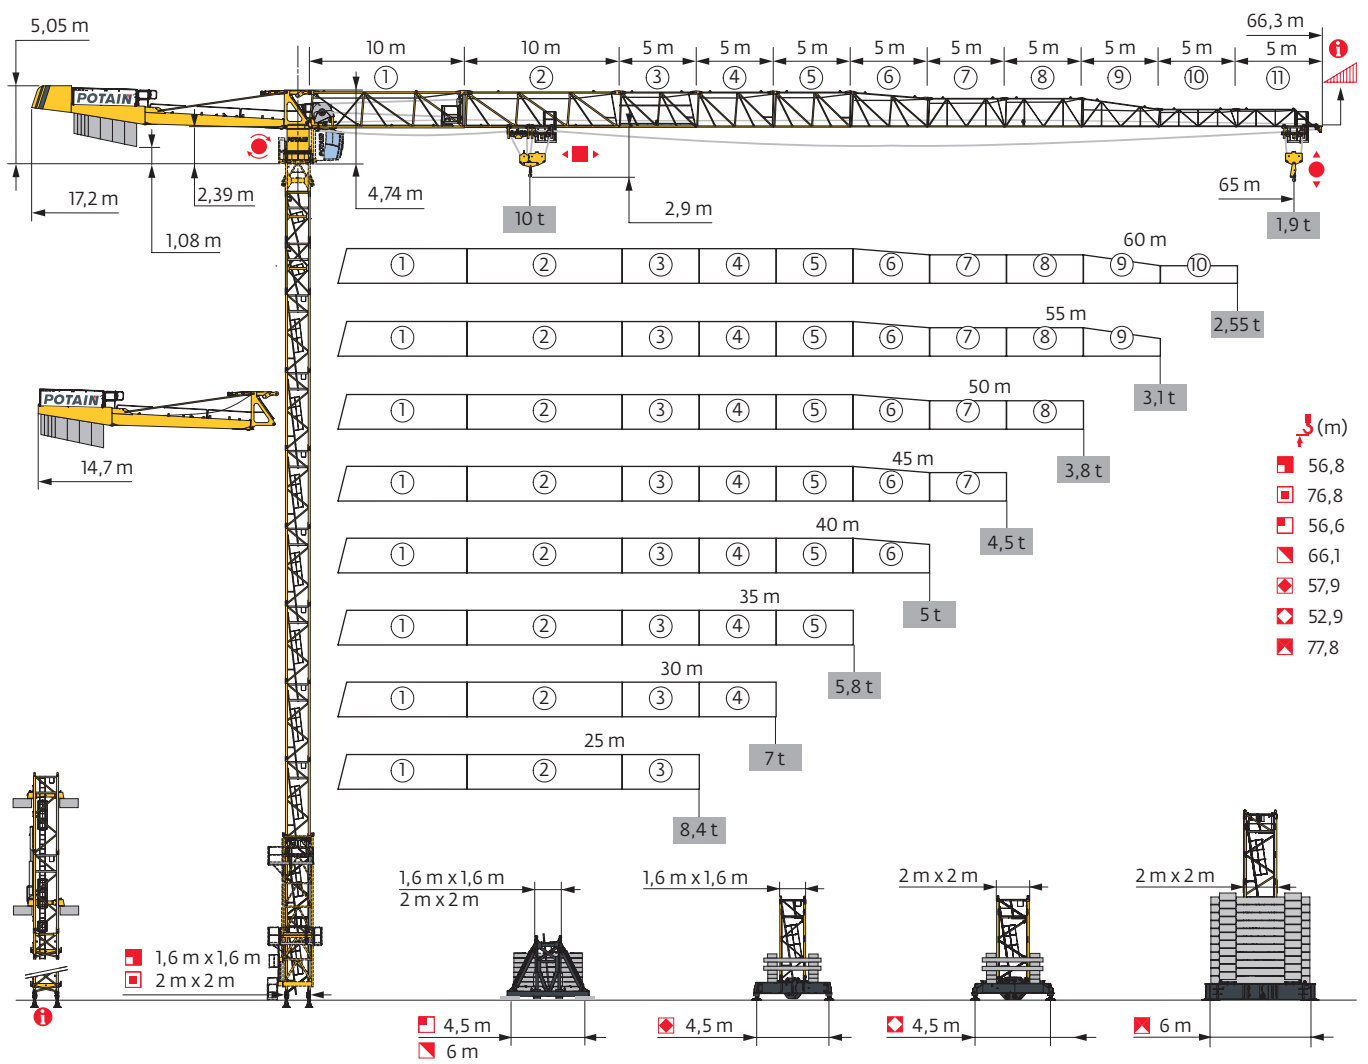 5,05 m
66,3 m
10 m 10 m 5 m 5 m 5 m 5 m 5 m 5 m 5 m 5 m 5 m
1 2 3 4 5 6 7 8 9 10 11
i
POTAIN
POTAIN
17,2 m
2,39 m
1,08 m
4,74 m
2,9 m
65 m
10 t
1,9 t
60 m
1 2 3 4 5 6 7 8 9 10
2,55 t
55 m
1 2 3 4 5 6 7 8 9
3,1 t
POTAIN
14,7 m
50 m
1 2 3 4 5 6 7 8
3,8 t
45 m
1 2 3 4 5 6 7
4,5 t
40 m
1 2 3 4 5 6
5 t
35 m
1 2 3 4 5
5,8 t
30 m
1 2 3 4
7 t
25 m
1 2 3
8,4 t
(m)
56,8
76,8
56,6
66,1
57,9
52,9
77,8
1,6 m x 1,6 m
2 m x 2 m
i
1,6 m x 1,6 m
2 m x 2 m
4,5 m
6 m
1,6 m x 1,6 m
4,5 m
2 m x 2 m
4,5 m
2 m x 2 m
6 m